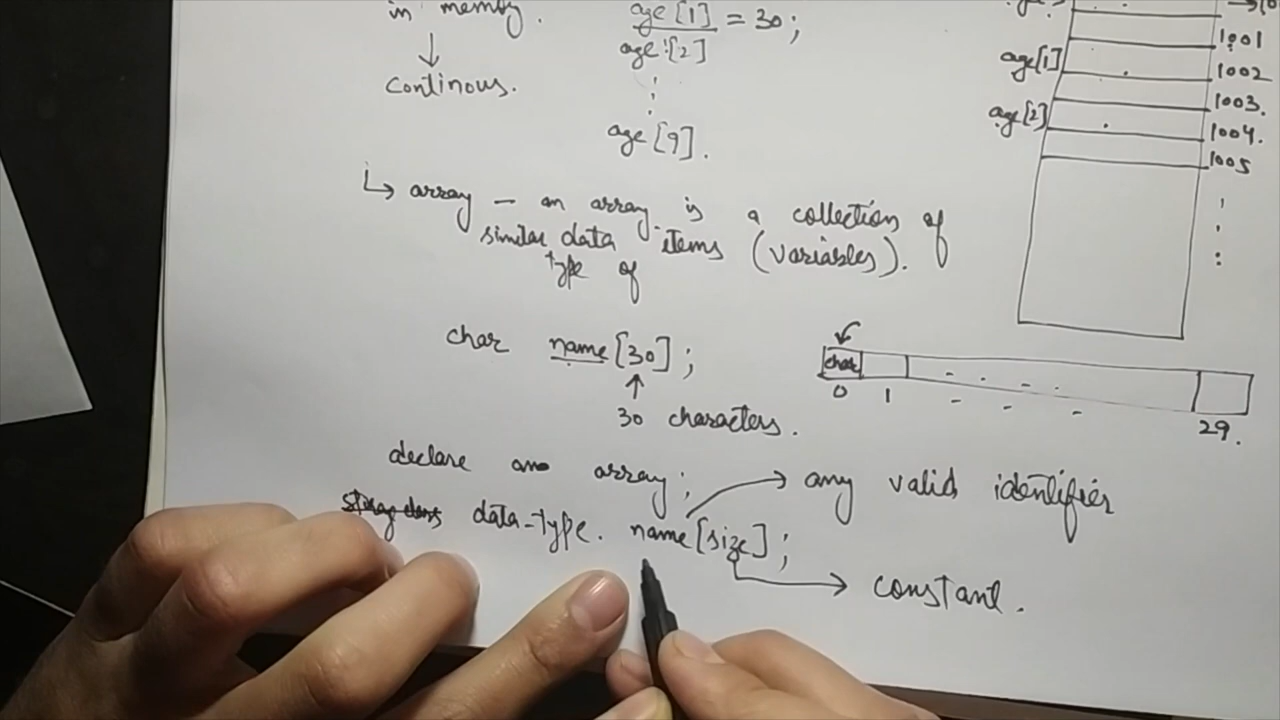 in memory.
↓
continous.
age[1] = 30;
age[2]
age[9].
1001
age[1] 1002
1003.
age[2] 1004.
1005
↳ array — an array is a collection of
similar data items (variables).
type of
char name[30];
↑
30 characters.
char
0 1 29.
declare an array;
data-type. name[size];
→ any valid identifier
→ constant.